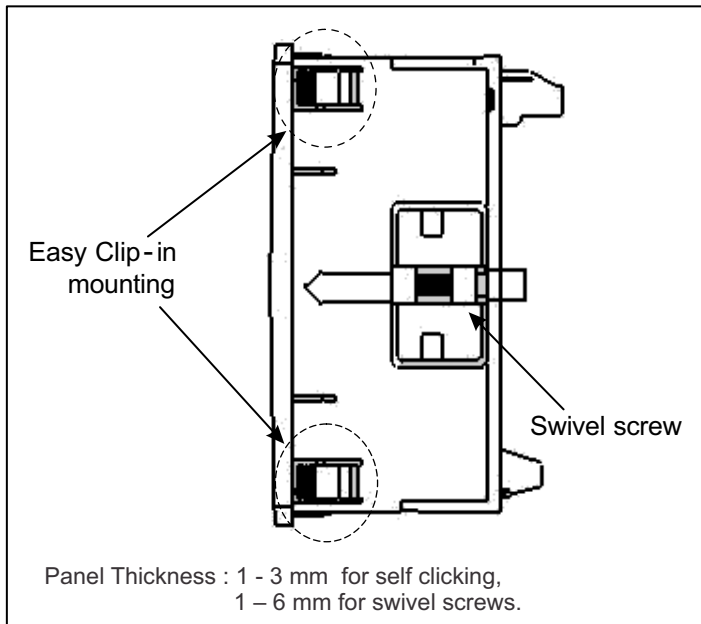 Easy Clip-in
mounting
Swivel screw
Panel Thickness : 1 - 3 mm for self clicking,
1 – 6 mm for swivel screws.